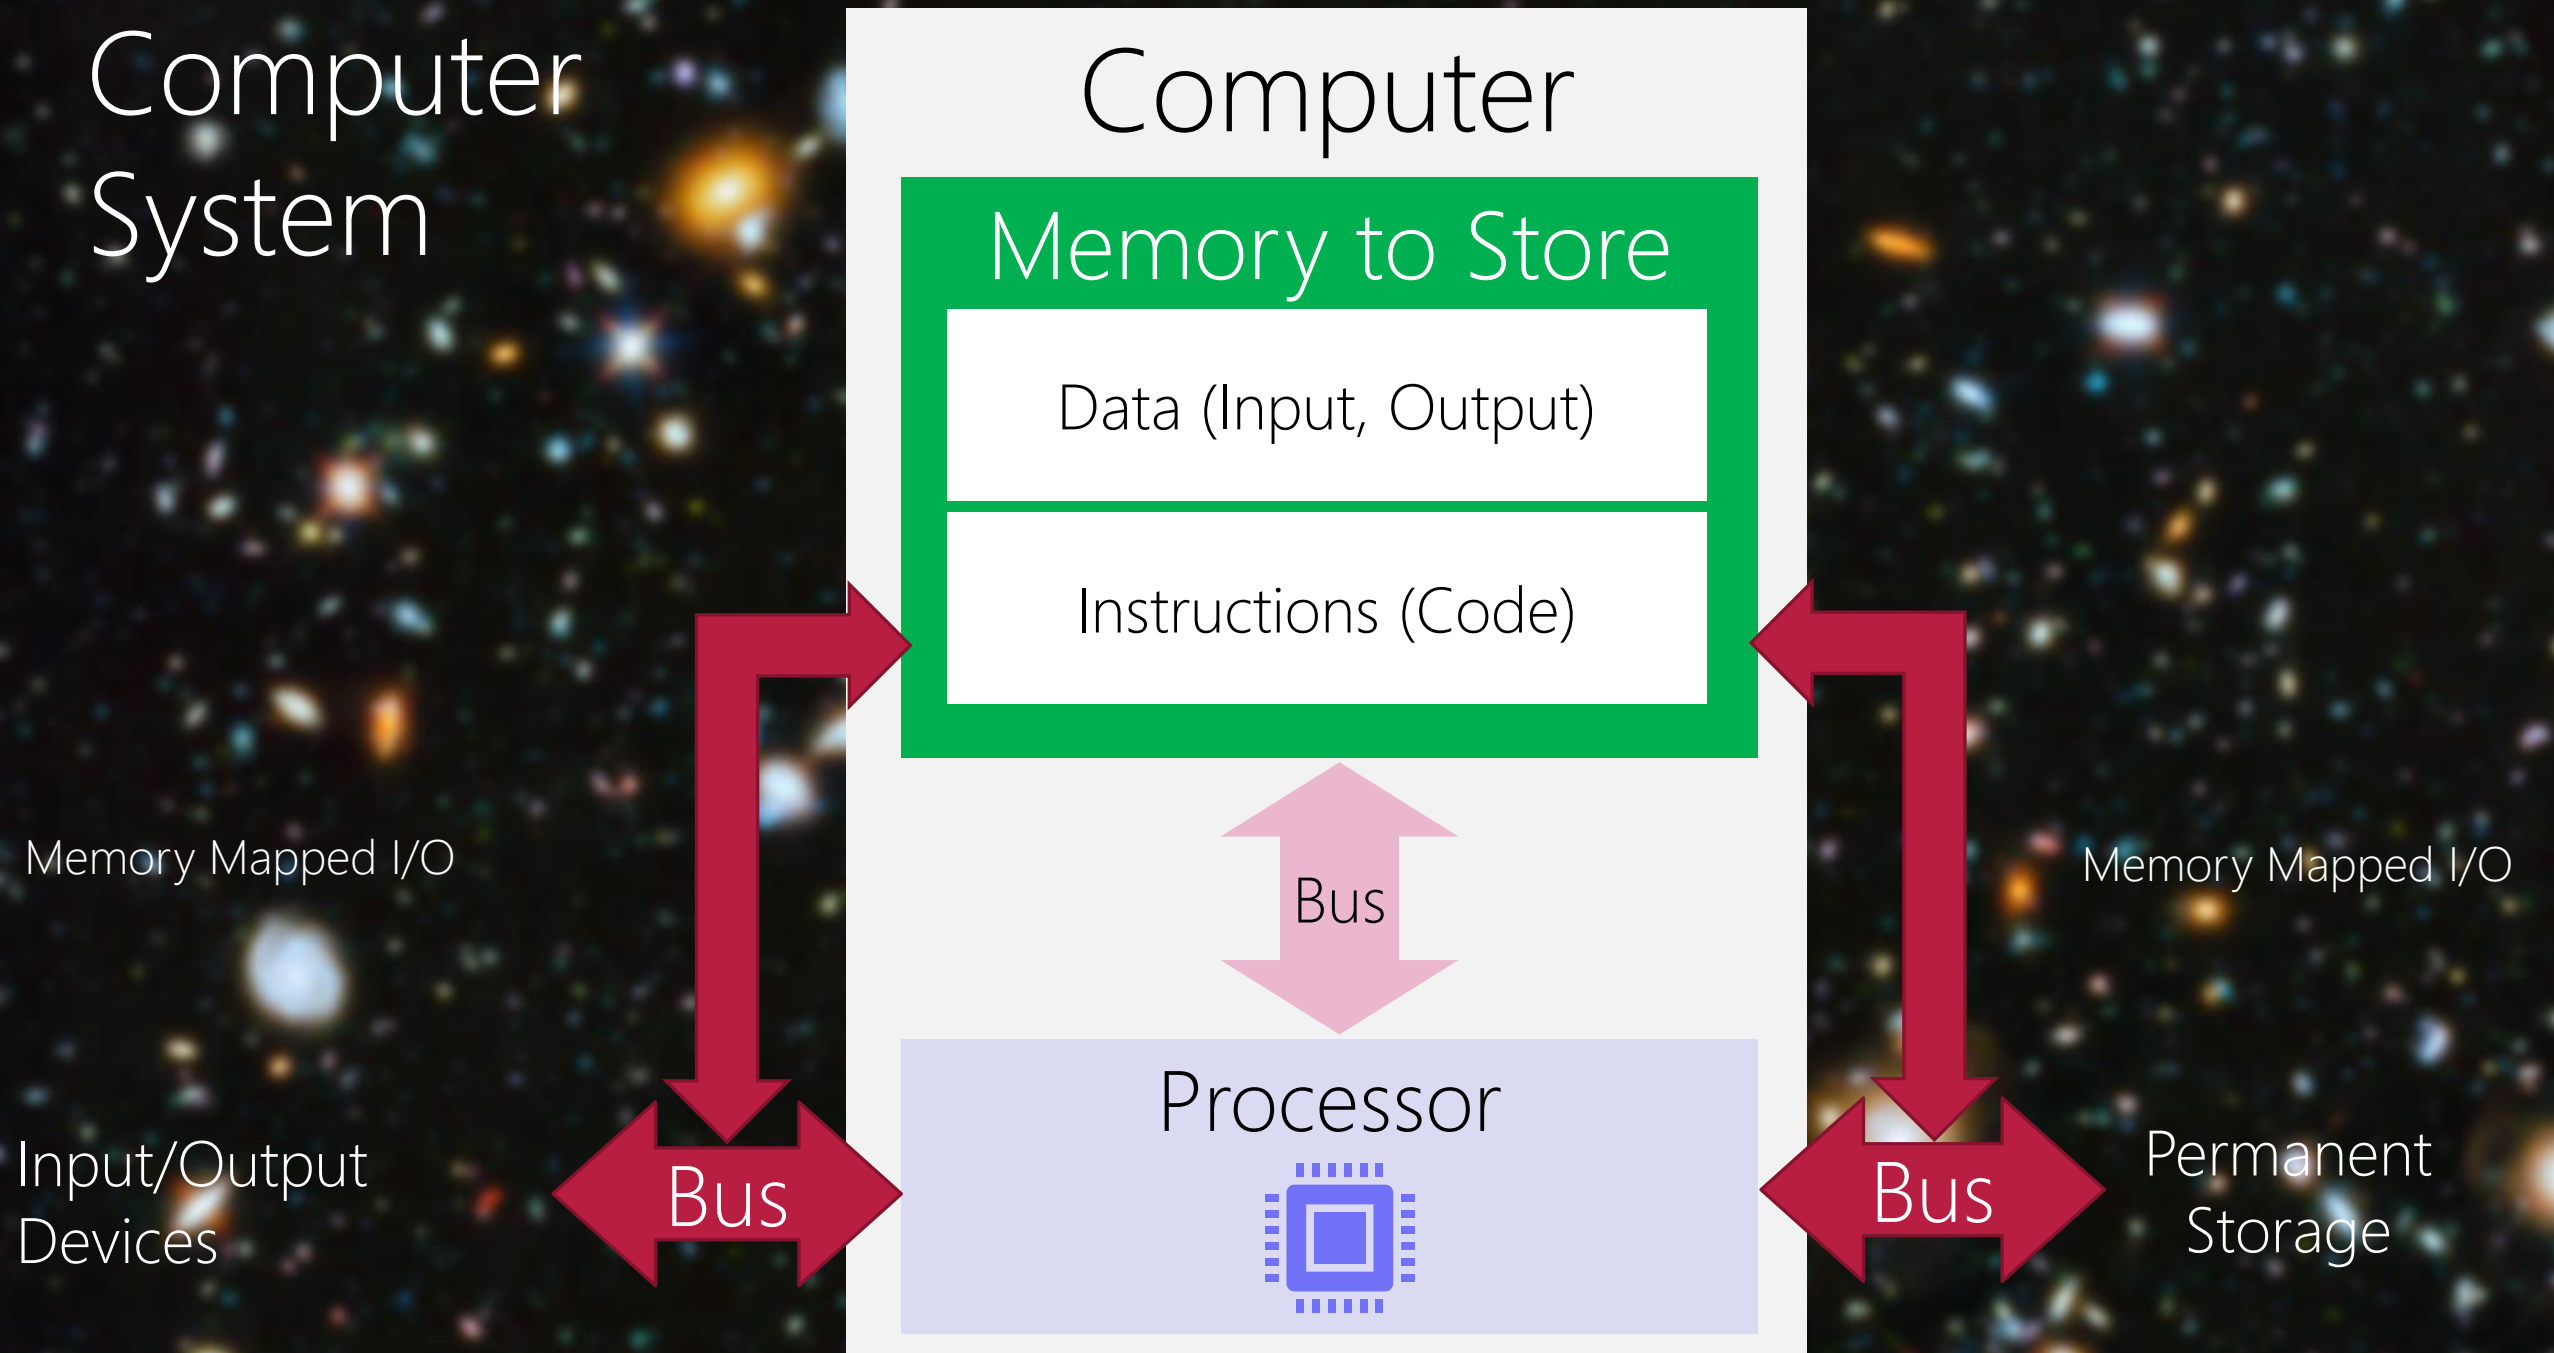 Computer
System
Computer
Memory to Store
Data (Input, Output)
Instructions (Code)
Memory Mapped I/O
Bus
Memory Mapped I/O
Input/Output
Devices
Bus
Processor
Bus
Permanent
Storage